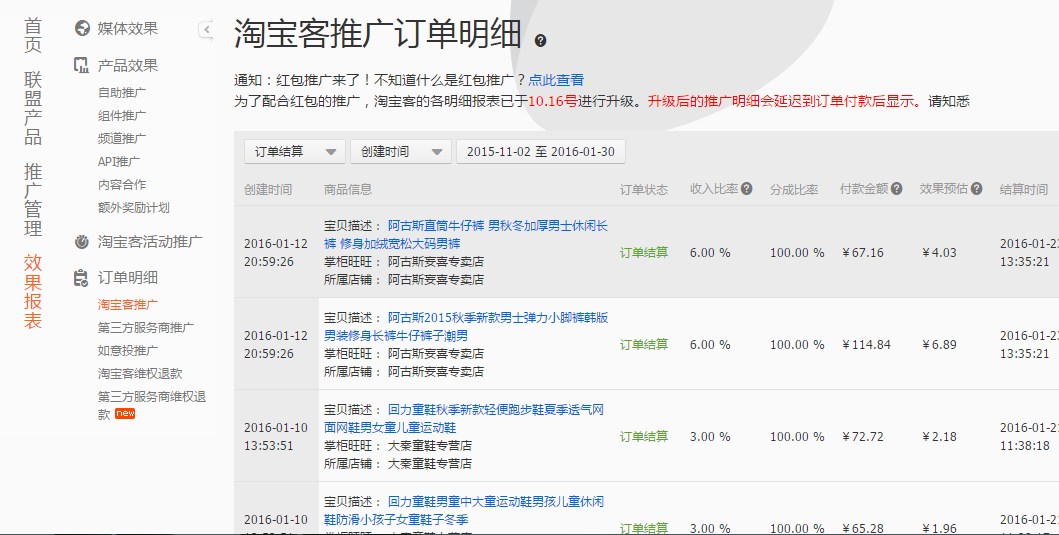 首页
联盟产品
推广管理
效果报表
媒体效果
产品效果
自助推广
组件推广
频道推广
API推广
内容合作
额外奖励计划
淘宝客活动推广
订单明细
淘宝客推广
第三方服务商推广
如意投推广
淘宝客维权退款
第三方服务商维权退
款 new
淘宝客推广订单明细 ?
通知：红包推广来了！不知道什么是红包推广？点此查看
为了配合红包的推广，淘宝客的各明细报表已于10.16号进行升级。升级后的推广明细会延迟到订单付款后显示。请知悉
订单结算 创建时间 2015-11-02 至 2016-01-30
创建时间 商品信息 订单状态 收入比率 ? 分成比率 付款金额 ? 效果预估 ? 结算时间
宝贝描述： 阿古斯直筒牛仔裤 男秋冬加厚男士休闲长
2016-01-12 裤 修身加绒宽松大码男裤 2016-01-2
订单结算 6.00 % 100.00 % ￥67.16 ￥4.03
20:59:26 掌柜旺旺： 阿古斯妄喜专卖店 13:35:21
所属店铺： 阿古斯妄喜专卖店
宝贝描述： 阿古斯2015秋季新款男士弹力小脚裤韩版
2016-01-12 男装修身长裤牛仔裤子潮男 2016-01-2
订单结算 6.00 % 100.00 % ￥114.84 ￥6.89
20:59:26 掌柜旺旺： 阿古斯妄喜专卖店 13:35:21
所属店铺： 阿古斯妄喜专卖店
宝贝描述： 回力童鞋秋季新款轻便跑步鞋夏季透气网
2016-01-10 面网鞋男女童儿童运动鞋 2016-01-2
订单结算 3.00 % 100.00 % ￥72.72 ￥2.18
13:53:51 掌柜旺旺： 大秦童鞋专营店 11:38:18
所属店铺： 大秦童鞋专营店
宝贝描述： 回力童鞋男童中大童运动鞋男孩儿童休闲
2016-01-10 鞋防滑小孩子女童鞋子冬季 2016-01-2
订单结算 3.00 % 100.00 % ￥65.28 ￥1.96